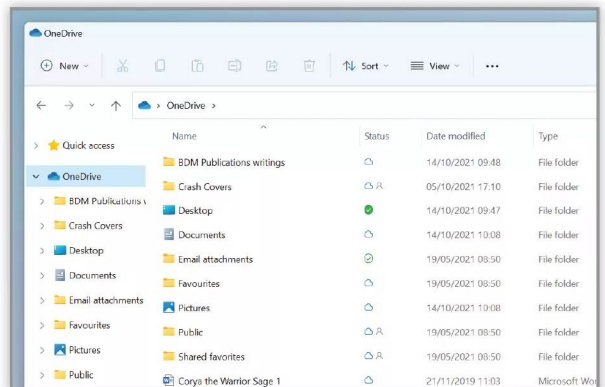 OneDrive
New Sort View ...
OneDrive
Name Status Date modified Type
Quick access
BDM Publications writings 14/10/2021 09:48 File folder
OneDrive
Crash Covers 05/10/2021 17:10 File folder
BDM Publications
Desktop 14/10/2021 09:47 File folder
Crash Covers
Documents 14/10/2021 10:08 File folder
Desktop
Email attachments 19/05/2021 08:50 File folder
Documents
Favourites 19/05/2021 08:50 File folder
Email attachments
Pictures 14/10/2021 10:08 File folder
Favourites
Public 19/05/2021 08:50 File folder
Pictures
Shared favorites 19/05/2021 08:50 File folder
Public
Corya the Warrior Sage 1 21/11/2019 11:03 Microsoft Wor